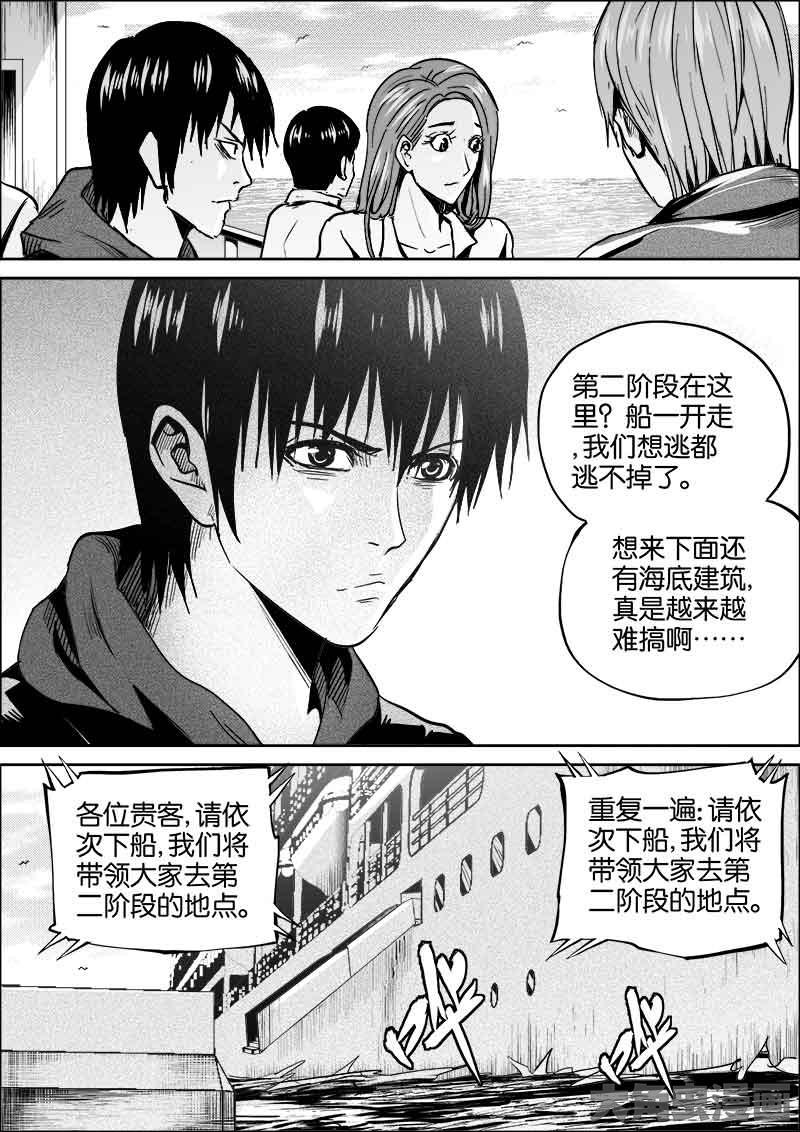 第二阶段在这
里？船一开走
，我们想逃都
逃不掉了。
想来下面还
有海底建筑，
真是越来越
难搞啊……
各位贵客，请依
次下船，我们将
带领大家去第
二阶段的地点。
重复一遍：请依
次下船，我们将
带领大家去第
二阶段的地点。
哗
哗